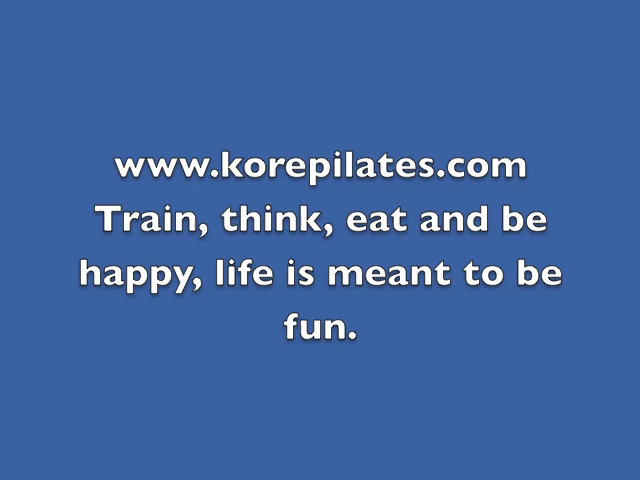 www.korepilates.com
Train, think, eat and be
happy, life is meant to be
fun.